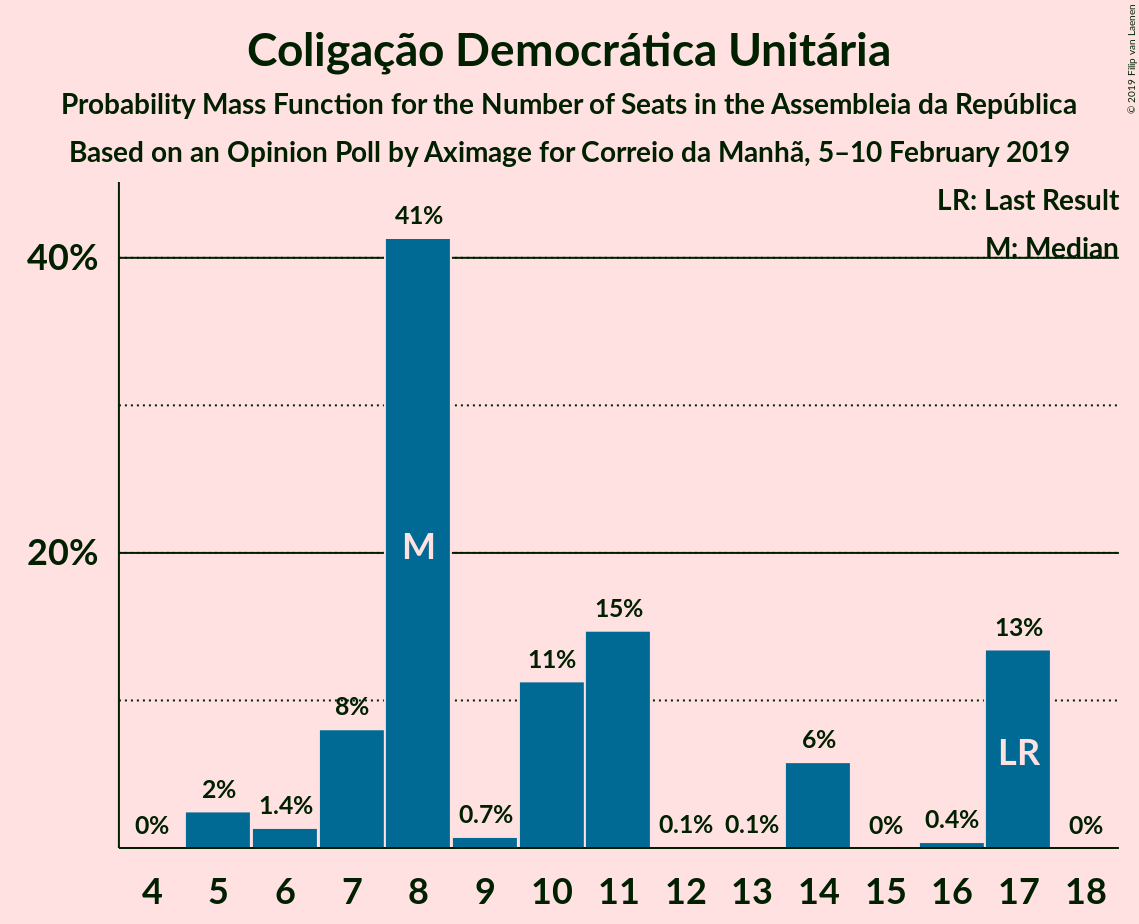 Coligação Democrática Unitária
Probability Mass Function for the Number of Seats in the Assembleia da República
Based on an Opinion Poll by Aximage for Correio da Manhã, 5–10 February 2019
© 2019 Filip van Laenen
LR: Last Result
M: Median
40%
20%
0%
2%
1.4%
8%
41%
M
0.7%
11%
15%
0.1%
0.1%
6%
0%
0.4%
13%
LR
0%
4 5 6 7 8 9 10 11 12 13 14 15 16 17 18